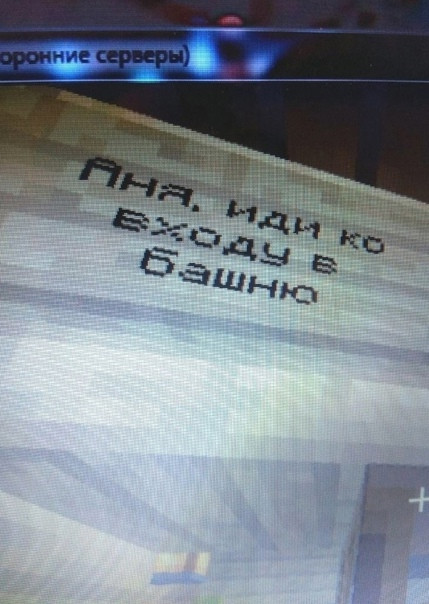 оронние серверы)
Аня, иди ко
входу в
башню